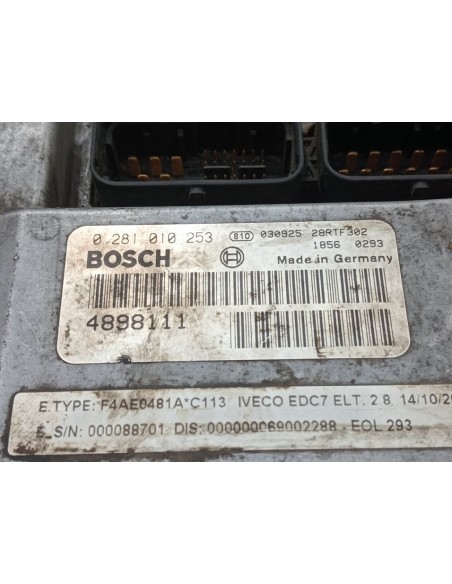 0 281 010 253 810 030925 28RTF302
1856 0293
BOSCH Made in Germany
4898111
E.TYPE: F4AE0481A*C113 IVECO EDC7 ELT. 2 8. 14/10/20
E. S/N: 000088701 DIS: 000000069002288 EOL 293